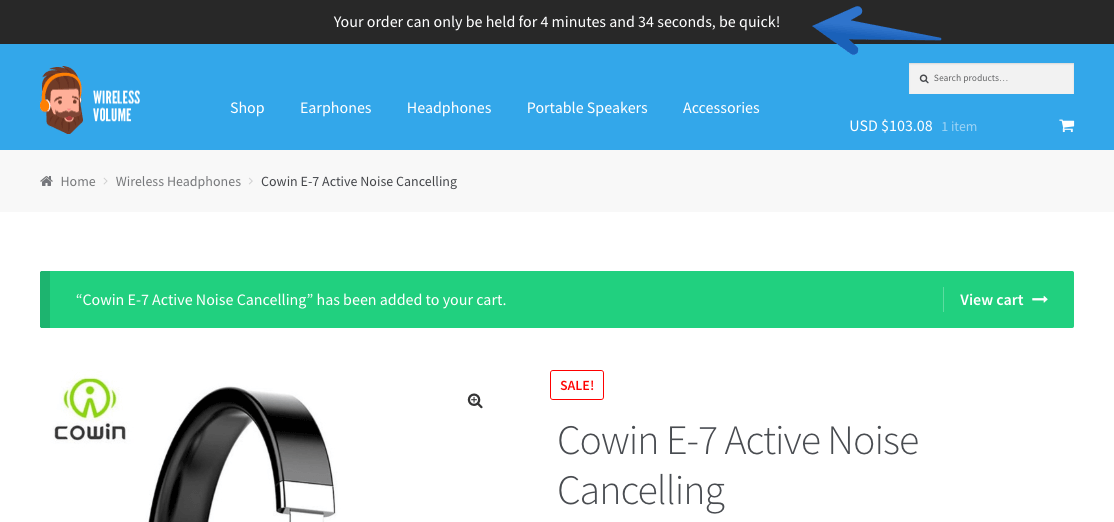 Your order can only be held for 4 minutes and 34 seconds, be quick!
Search products…
WIRELESS
VOLUME
Shop Earphones Headphones Portable Speakers Accessories
USD $103.08 1 item
Home Wireless Headphones Cowin E-7 Active Noise Cancelling
“Cowin E-7 Active Noise Cancelling” has been added to your cart.
View cart
SALE!
cowin
Cowin E-7 Active Noise
Cancelling